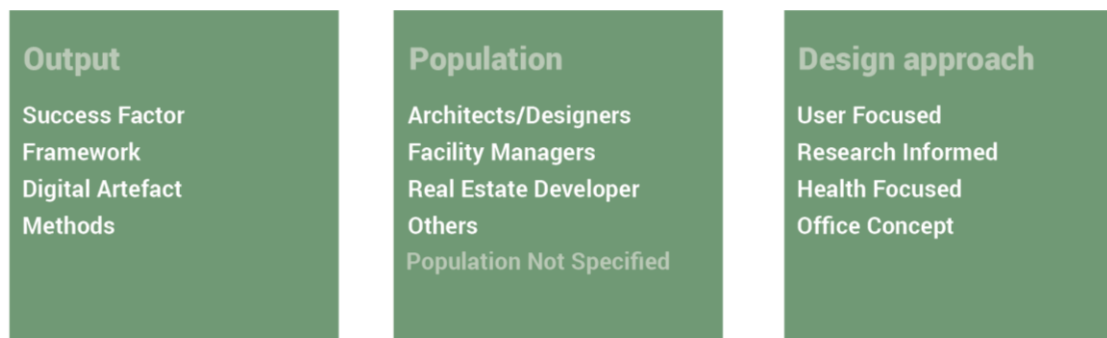 Output
Success Factor
Framework
Digital Artefact
Methods
Population
Architects/Designers
Facility Managers
Real Estate Developer
Others
Population Not Specified
Design approach
User Focused
Research Informed
Health Focused
Office Concept